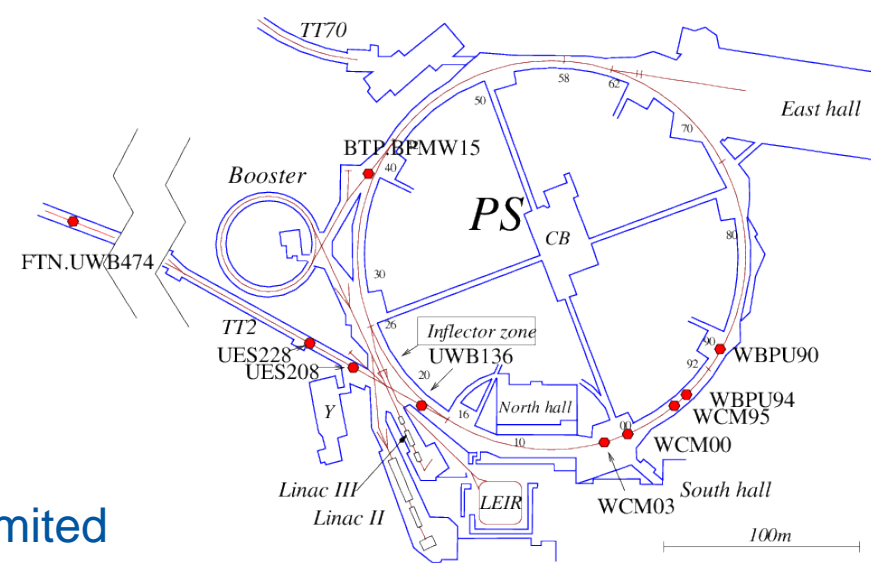 TT70
East hall
50
58
62
70
BTP.BPMW15
40
Booster
PS
CB
80
FTN.UWB474
30
TT2
26
Inflector zone
UES228
UES208
UWB136
20
90
WBPU90
92
Y
16
North hall
WBPU94
WCM95
10
00
WCM00
Linac III
Linac II
LEIR
WCM03
South hall
mited
100m